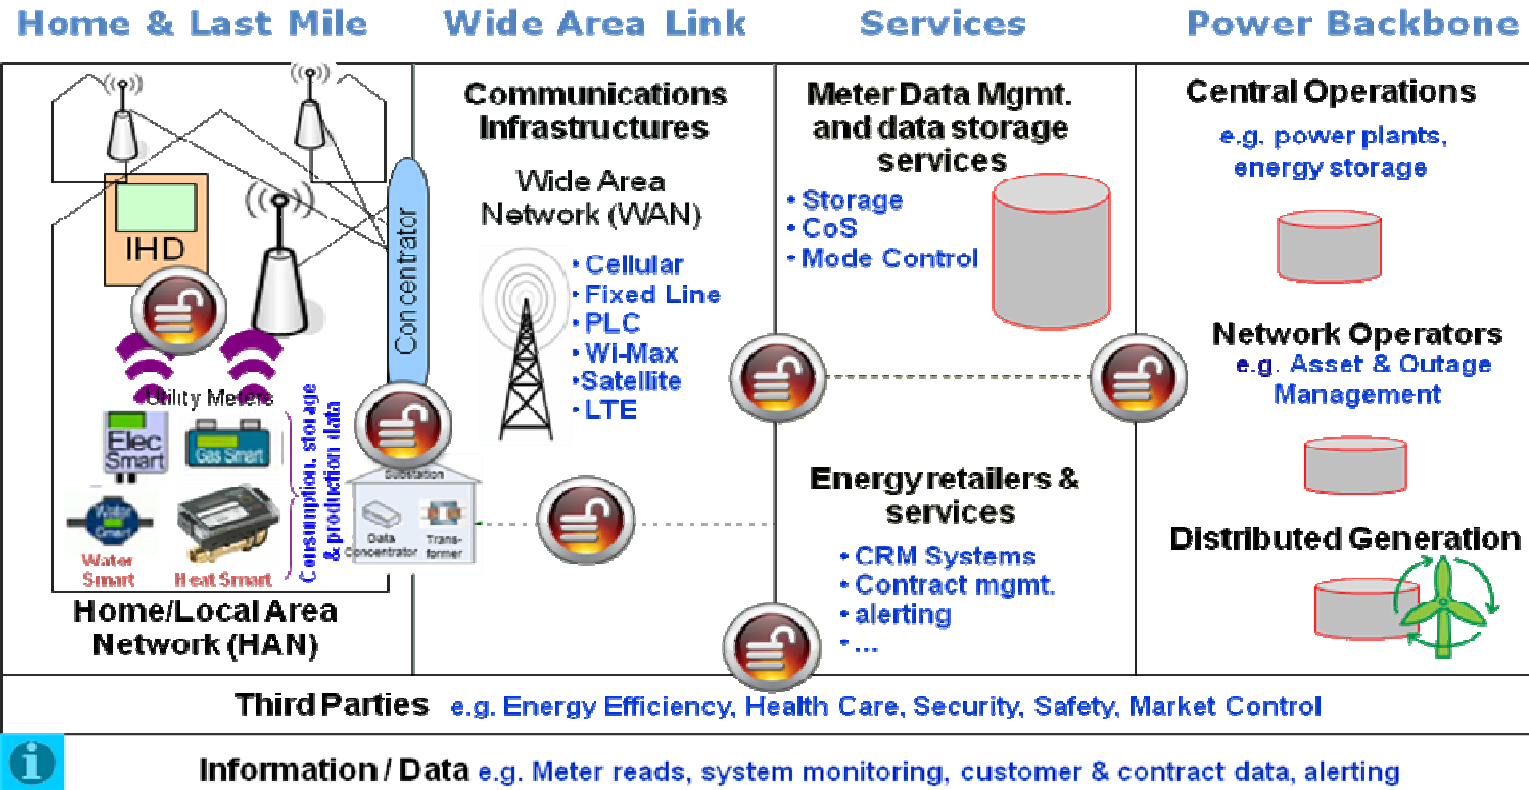 Home & Last Mile
Wide Area Link
Services
Power Backbone
IHD
Concentrator
Utility Meters
Elec
Smart
Gas Smart
Water
Smart
Water
Smart
Heat Smart
Consumption, storage
& production data
Substation
Data
Concentrator
Trans-
former
Home/Local Area
Network (HAN)
Communications
Infrastructures
Wide Area
Network (WAN)
• Cellular
• Fixed Line
• PLC
• Wi-Max
•Satellite
• LTE
Meter Data Mgmt.
and data storage
services
• Storage
• CoS
• Mode Control
Energy retailers &
services
• CRM Systems
• Contract mgmt.
• alerting
• ...
Central Operations
e.g. power plants,
energy storage
Network Operators
e.g. Asset & Outage
Management
Distributed Generation
Third Parties e.g. Energy Efficiency, Health Care, Security, Safety, Market Control
i
Information / Data e.g. Meter reads, system monitoring, customer & contract data, alerting